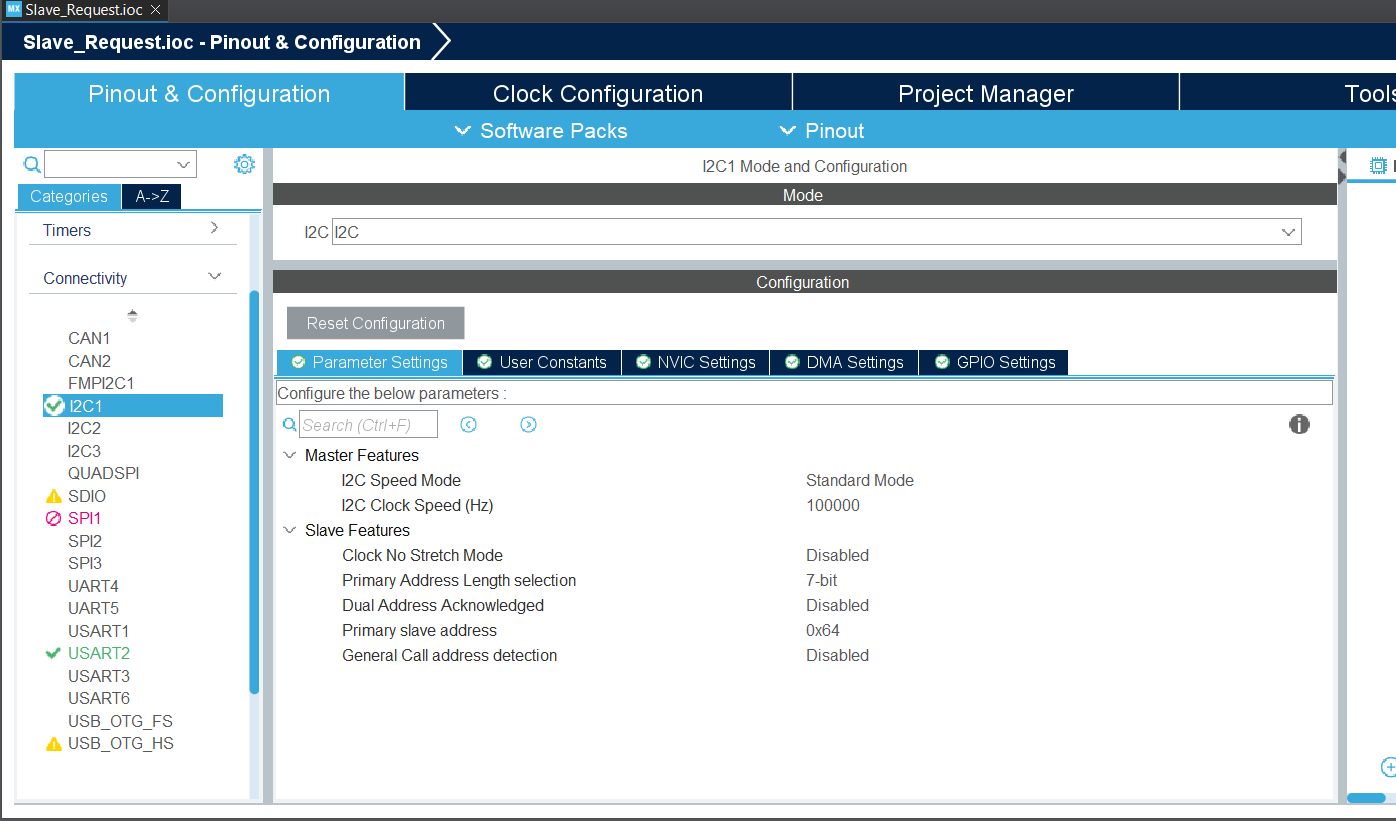 MX Slave_Request.ioc
Slave_Request.ioc - Pinout & Configuration
Pinout & Configuration
Clock Configuration
Project Manager
Tools
Software Packs
Pinout
Categories
A->Z
Timers
Connectivity
CAN1
CAN2
FMPI2C1
I2C1
I2C2
I2C3
QUADSPI
SDIO
SPI1
SPI2
SPI3
UART4
UART5
USART1
USART2
USART3
USART6
USB_OTG_FS
USB_OTG_HS
I2C1 Mode and Configuration
Mode
I2C I2C
Configuration
Reset Configuration
Parameter Settings
User Constants
NVIC Settings
DMA Settings
GPIO Settings
Configure the below parameters :
Search (Ctrl+F)
Master Features
I2C Speed Mode Standard Mode
I2C Clock Speed (Hz) 100000
Slave Features
Clock No Stretch Mode Disabled
Primary Address Length selection 7-bit
Dual Address Acknowledged Disabled
Primary slave address 0x64
General Call address detection Disabled